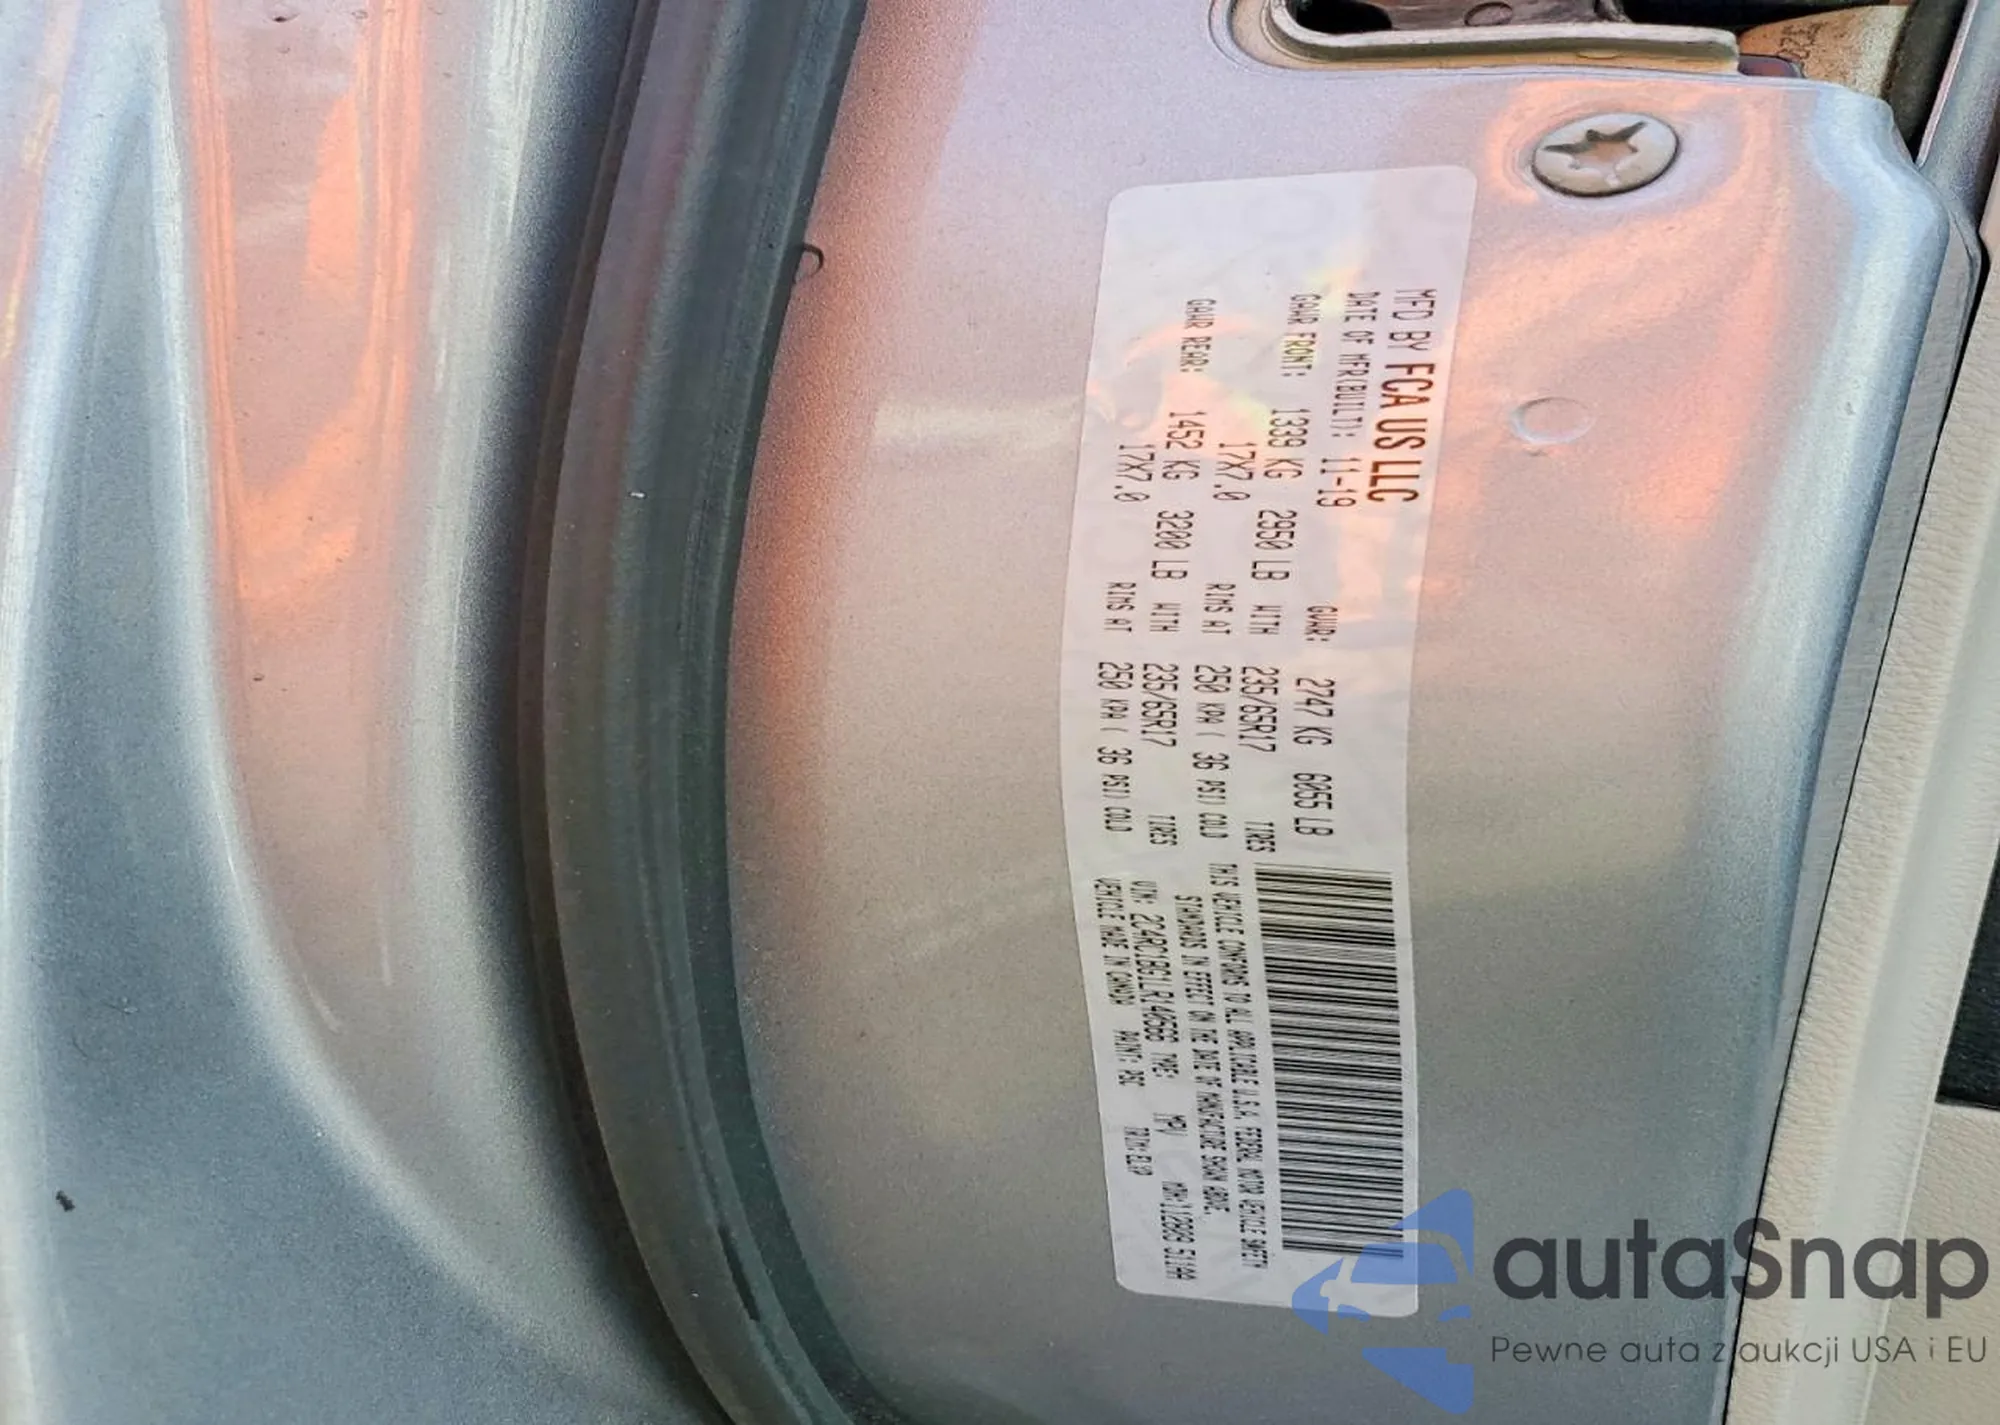 MFD BY FCA US LLC
DATE OF MFR(BUILT): 11-19 GVWR: 2747 KG 6055 LB
GAWR FRONT: 1339 KG 2950 LB WITH 235/65R17 TIRES
17X7.0 RIMS AT 250 KPA ( 36 PSI) COLD
GAWR REAR: 1452 KG 3200 LB WITH 235/65R17 TIRES
17X7.0 RIMS AT 250 KPA ( 36 PSI) COLD
THIS VEHICLE CONFORMS TO ALL APPLICABLE U.S.A. FEDERAL MOTOR VEHICLE SAFETY
STANDARDS IN EFFECT ON THE DATE OF MANUFACTURE SHOWN ABOVE.
VIN: 2C4RC1BG1LR140566 TYPE: MPV
VEHICLE MADE IN CANADA PAINT: PSC
autaSnap
Pewne auta z aukcji USA i EU